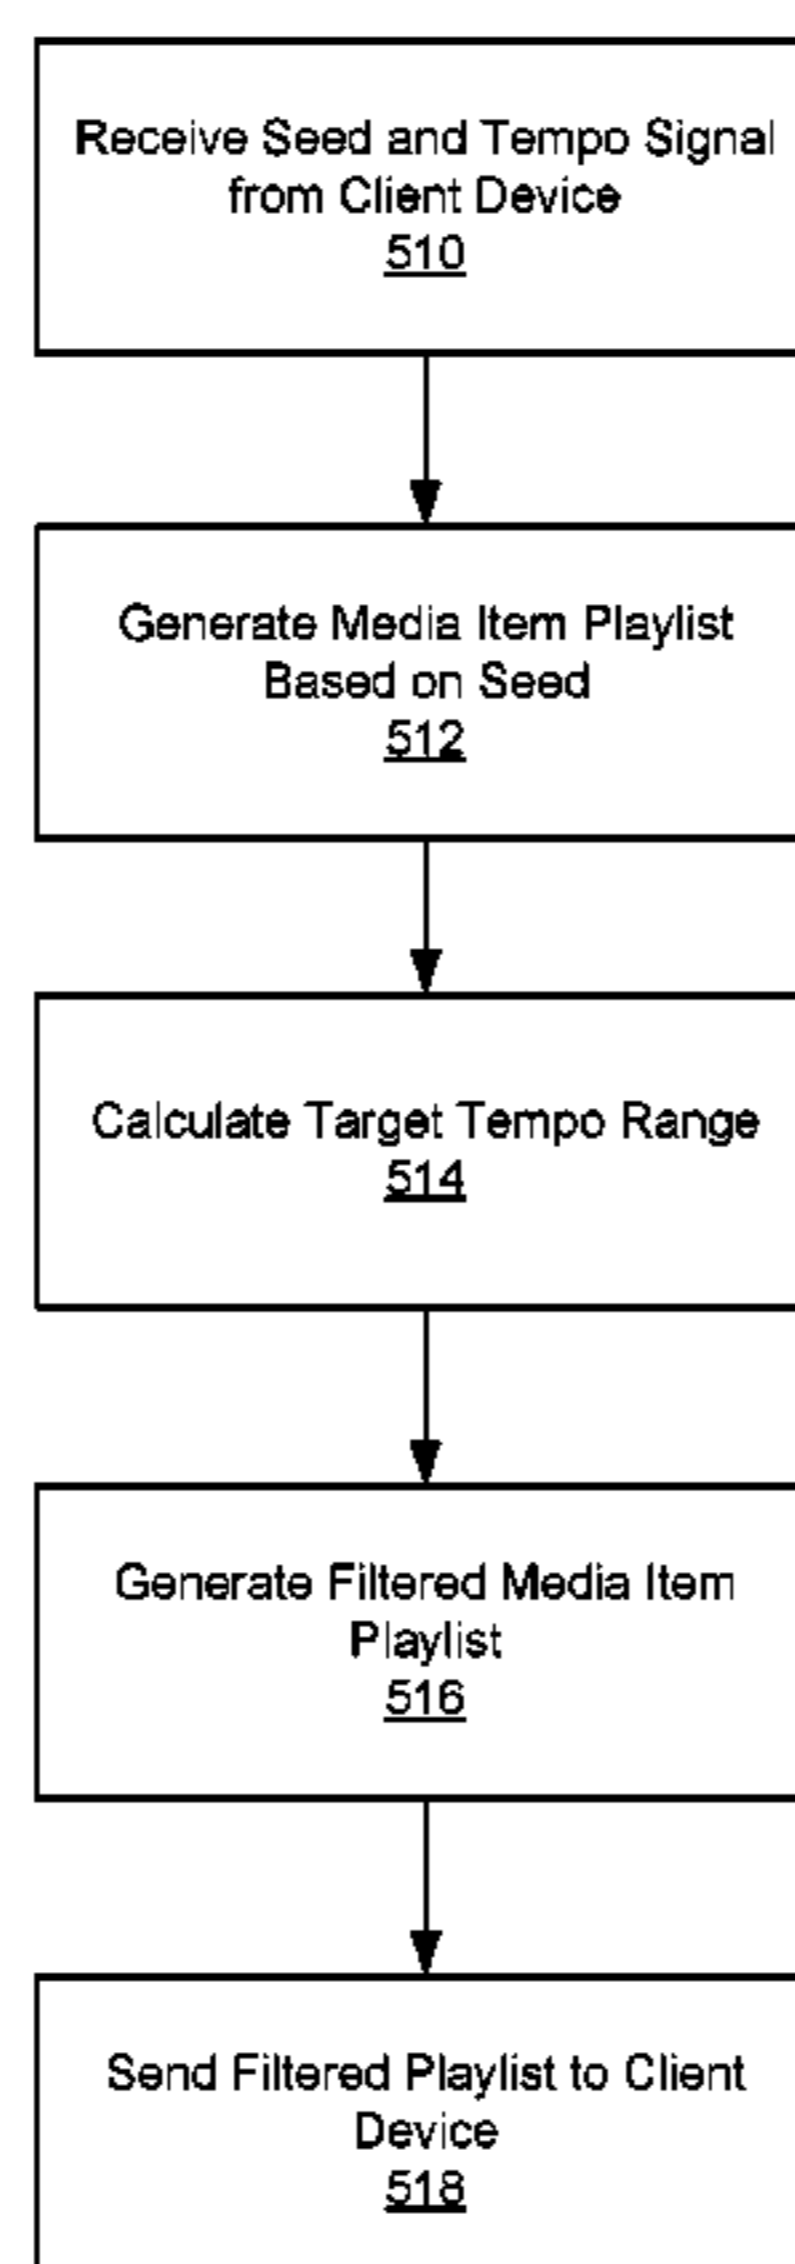 Receive Seed and Tempo Signal
from Client Device
510
Generate Media Item Playlist
Based on Seed
512
Calculate Target Tempo Range
514
Generate Filtered Media Item
Playlist
516
Send Filtered Playlist to Client
Device
518